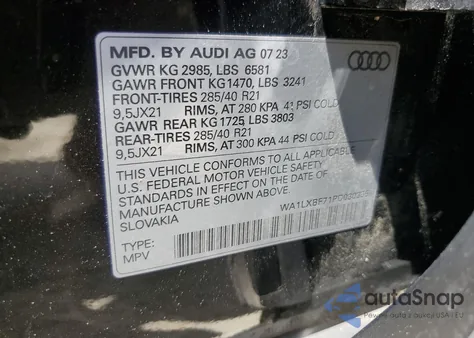 MFD. BY AUDI AG 07 23
GVWR KG 2985, LBS 6581
GAWR FRONT KG1470, LBS 3241
FRONT-TIRES 285/40 R21
9,5JX21 RIMS, AT 280 KPA 41 PSI COLD
GAWR REAR KG 1725 LBS 3803
REAR-TIRES 285/40 R21
9,5JX21 RIMS, AT 300 KPA 44 PSI COLD
THIS VEHICLE CONFORMS TO ALL APPLICABLE
U.S. FEDERAL MOTOR VEHICLE SAFETY
STANDARDS IN EFFECT ON THE DATE OF
MANUFACTURE SHOWN ABOVE.
SLOVAKIA
TYPE:
MPV
autoSnap